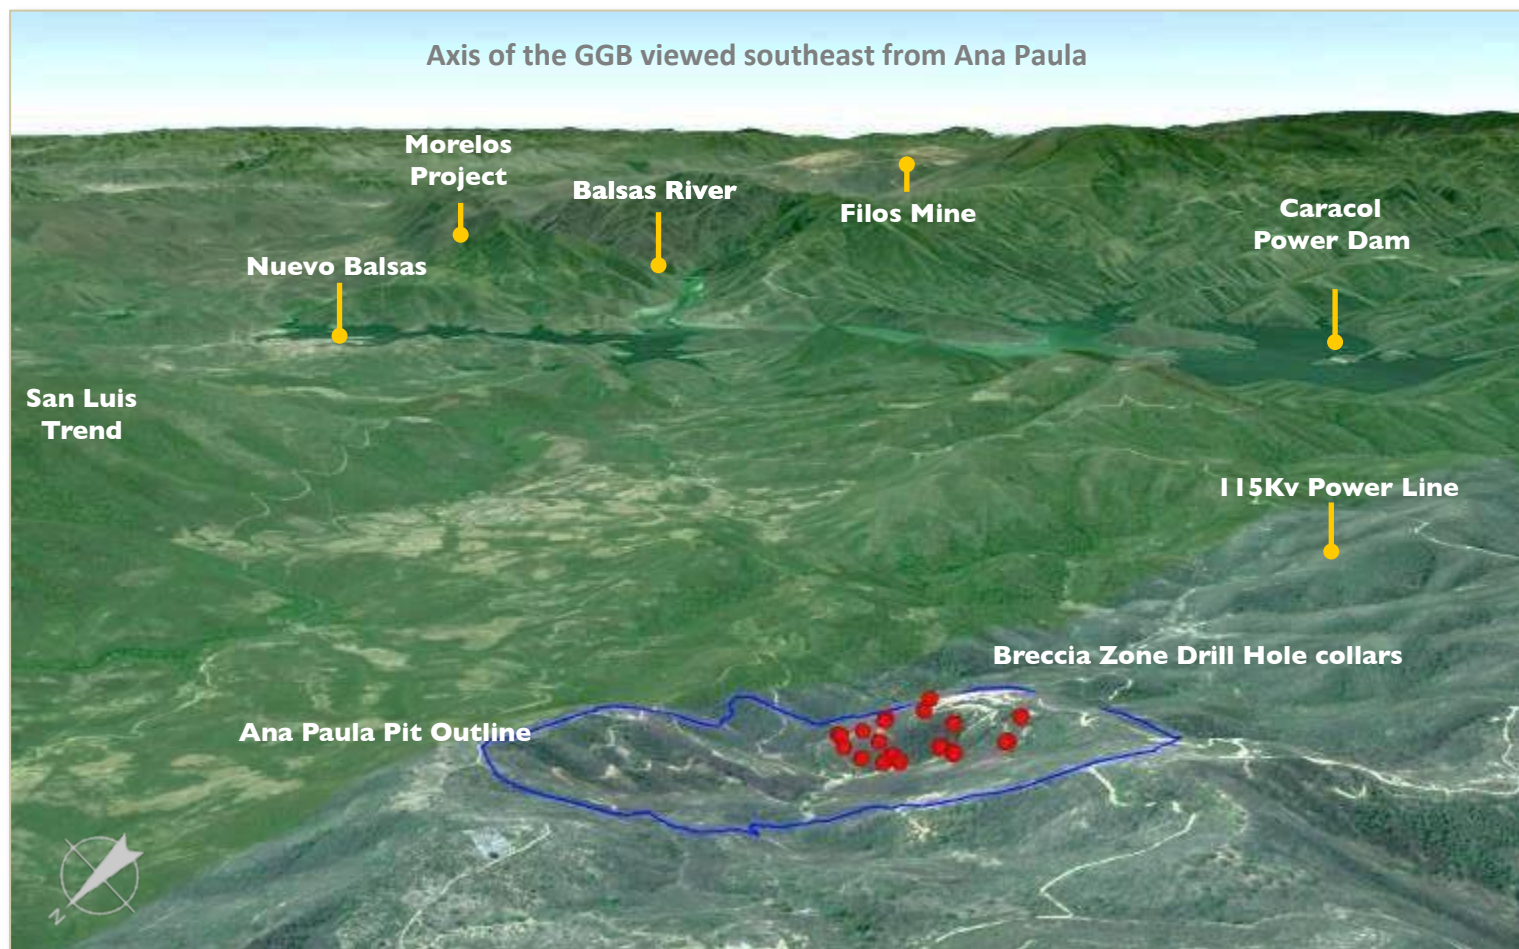 Axis of the GGB viewed southeast from Ana Paula
Morelos
Project
Balsas River
Filos Mine
Caracol
Power Dam
Nuevo Balsas
San Luis
Trend
115Kv Power Line
Breccia Zone Drill Hole collars
Ana Paula Pit Outline
N